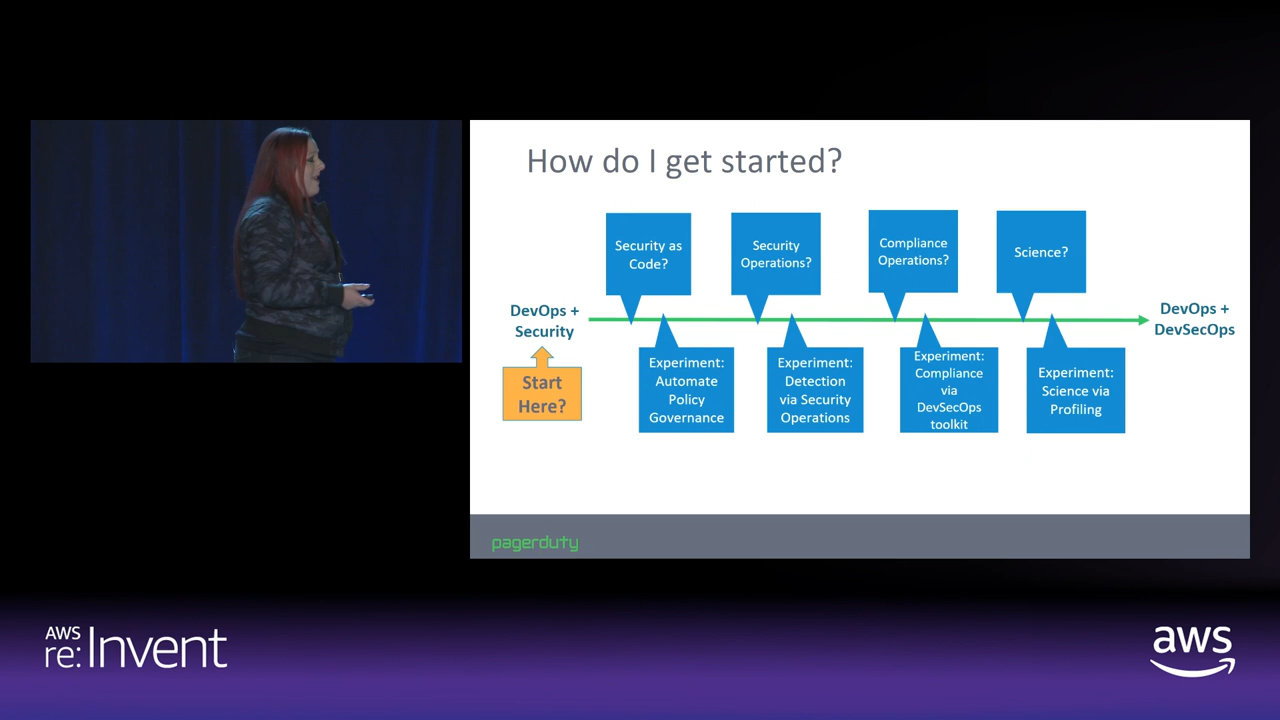 How do I get started?
Security as
Code?
Security
Operations?
Compliance
Operations?
Science?
DevOps +
Security
DevOps +
DevSecOps
Start
Here?
Experiment:
Automate
Policy
Governance
Experiment:
Detection
via Security
Operations
Experiment:
Compliance
via
DevSecOps
toolkit
Experiment:
Science via
Profiling
pagerduty
AWS
re:Invent
aws